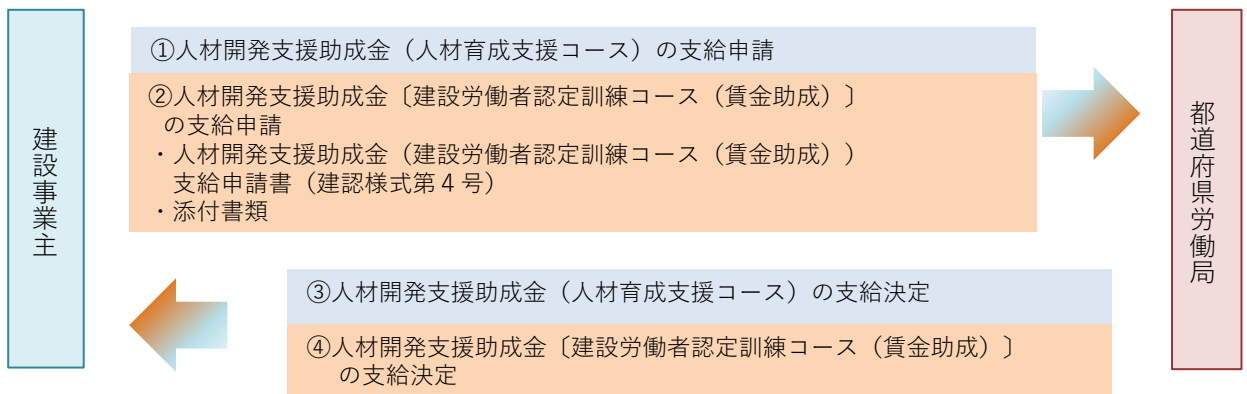 建設事業主
①人材開発支援助成金（人材育成支援コース）の支給申請
②人材開発支援助成金〔建設労働者認定訓練コース（賃金助成）〕
の支給申請
・人材開発支援助成金（建設労働者認定訓練コース（賃金助成））
支給申請書（建認様式第４号）
・添付書類
都道府県労働局
③人材開発支援助成金（人材育成支援コース）の支給決定
④人材開発支援助成金〔建設労働者認定訓練コース（賃金助成）〕
の支給決定